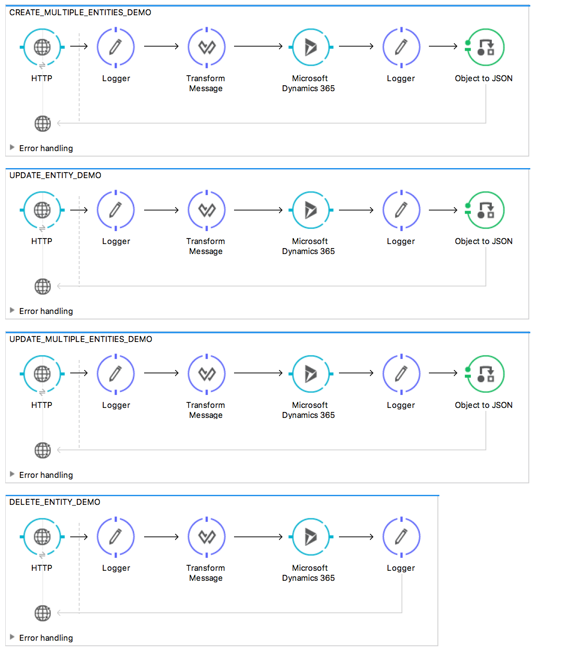 CREATE_MULTIPLE_ENTITIES_DEMO
HTTP
Logger
Transform
Message
Microsoft
Dynamics 365
Logger
Object to JSON
Error handling
UPDATE_ENTITY_DEMO
HTTP
Logger
Transform
Message
Microsoft
Dynamics 365
Logger
Object to JSON
Error handling
UPDATE_MULTIPLE_ENTITIES_DEMO
HTTP
Logger
Transform
Message
Microsoft
Dynamics 365
Logger
Object to JSON
Error handling
DELETE_ENTITY_DEMO
HTTP
Logger
Transform
Message
Microsoft
Dynamics 365
Logger
Error handling